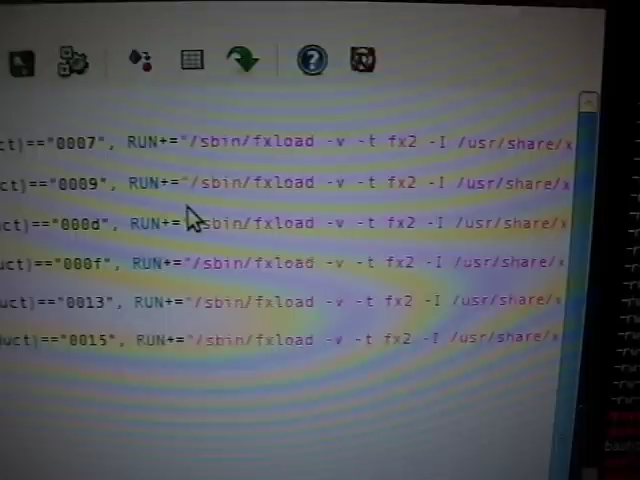 ct)=="0007", RUN+="/sbin/fxload -v -t fx2 -I /usr/share/x
ct)=="0009", RUN+="/sbin/fxload -v -t fx2 -I /usr/share/x
uct)=="000d", RUN+= sbin/fxload -v -t fx2 -I /usr/share/x
uct)=="000f", RUN+="/sbin/fxload -v -t fx2 -I /usr/share/x
uct)=="0013", RUN+="/sbin/fxload -v -t fx2 -I /usr/share/x
uct)=="0015", RUN+="/sbin/fxload -v -t fx2 -I /usr/share/x